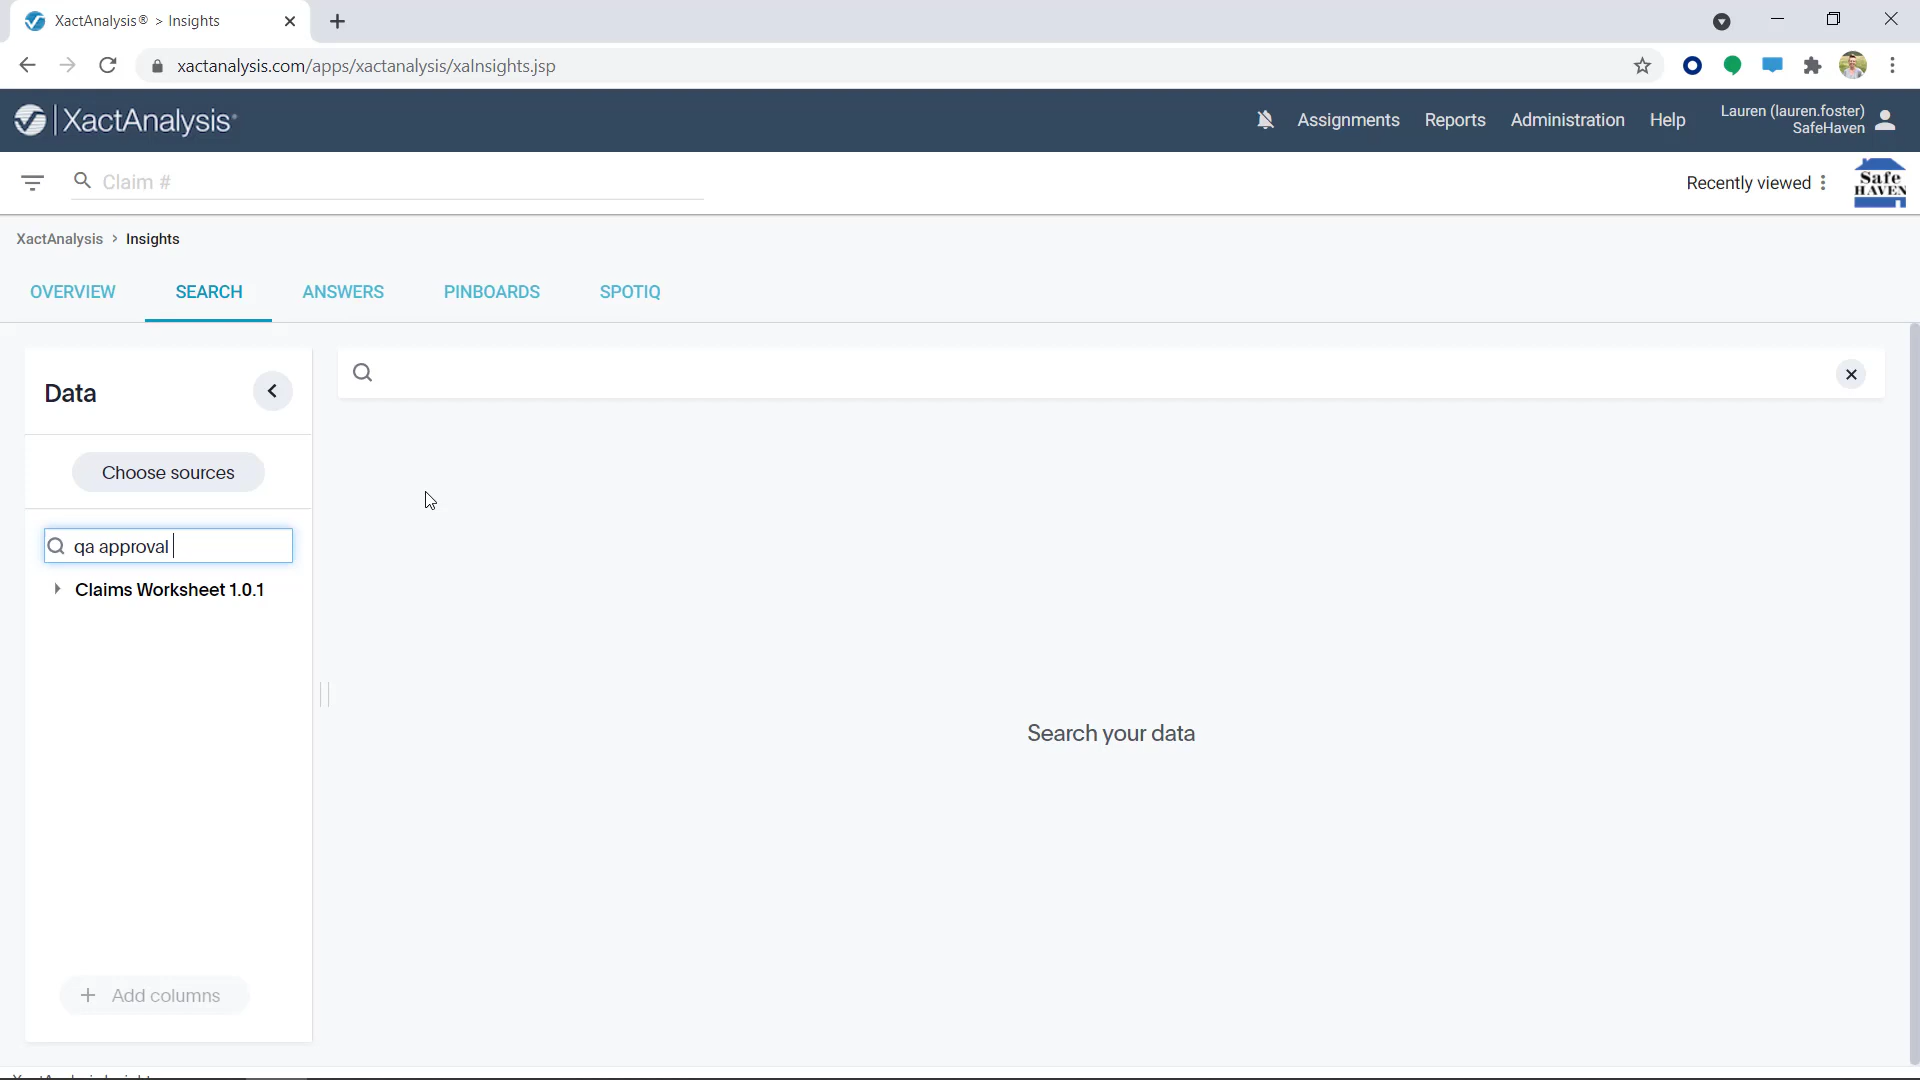 XactAnalysis® > Insights
xactanalysis.com/apps/xactanalysis/xaInsights.jsp
XactAnalysis®
Assignments
Reports
Administration
Help
Lauren (lauren.foster)
SafeHaven
Claim #
Recently viewed
Safe
HAVEN
XactAnalysis > Insights
OVERVIEW
SEARCH
ANSWERS
PINBOARDS
SPOTIQ
Data
Choose sources
qa approval
Claims Worksheet 1.0.1
Search your data
+ Add columns